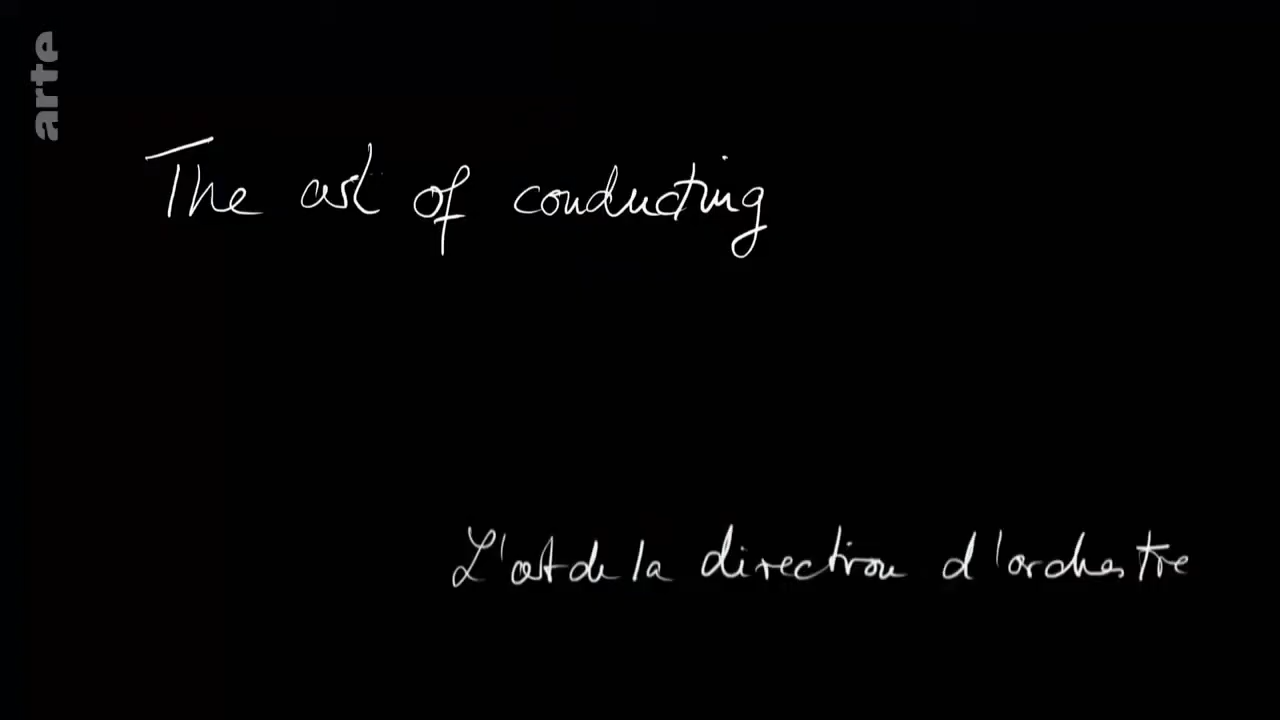 arte
The art of conducting
L'art de la direction d'orchestre